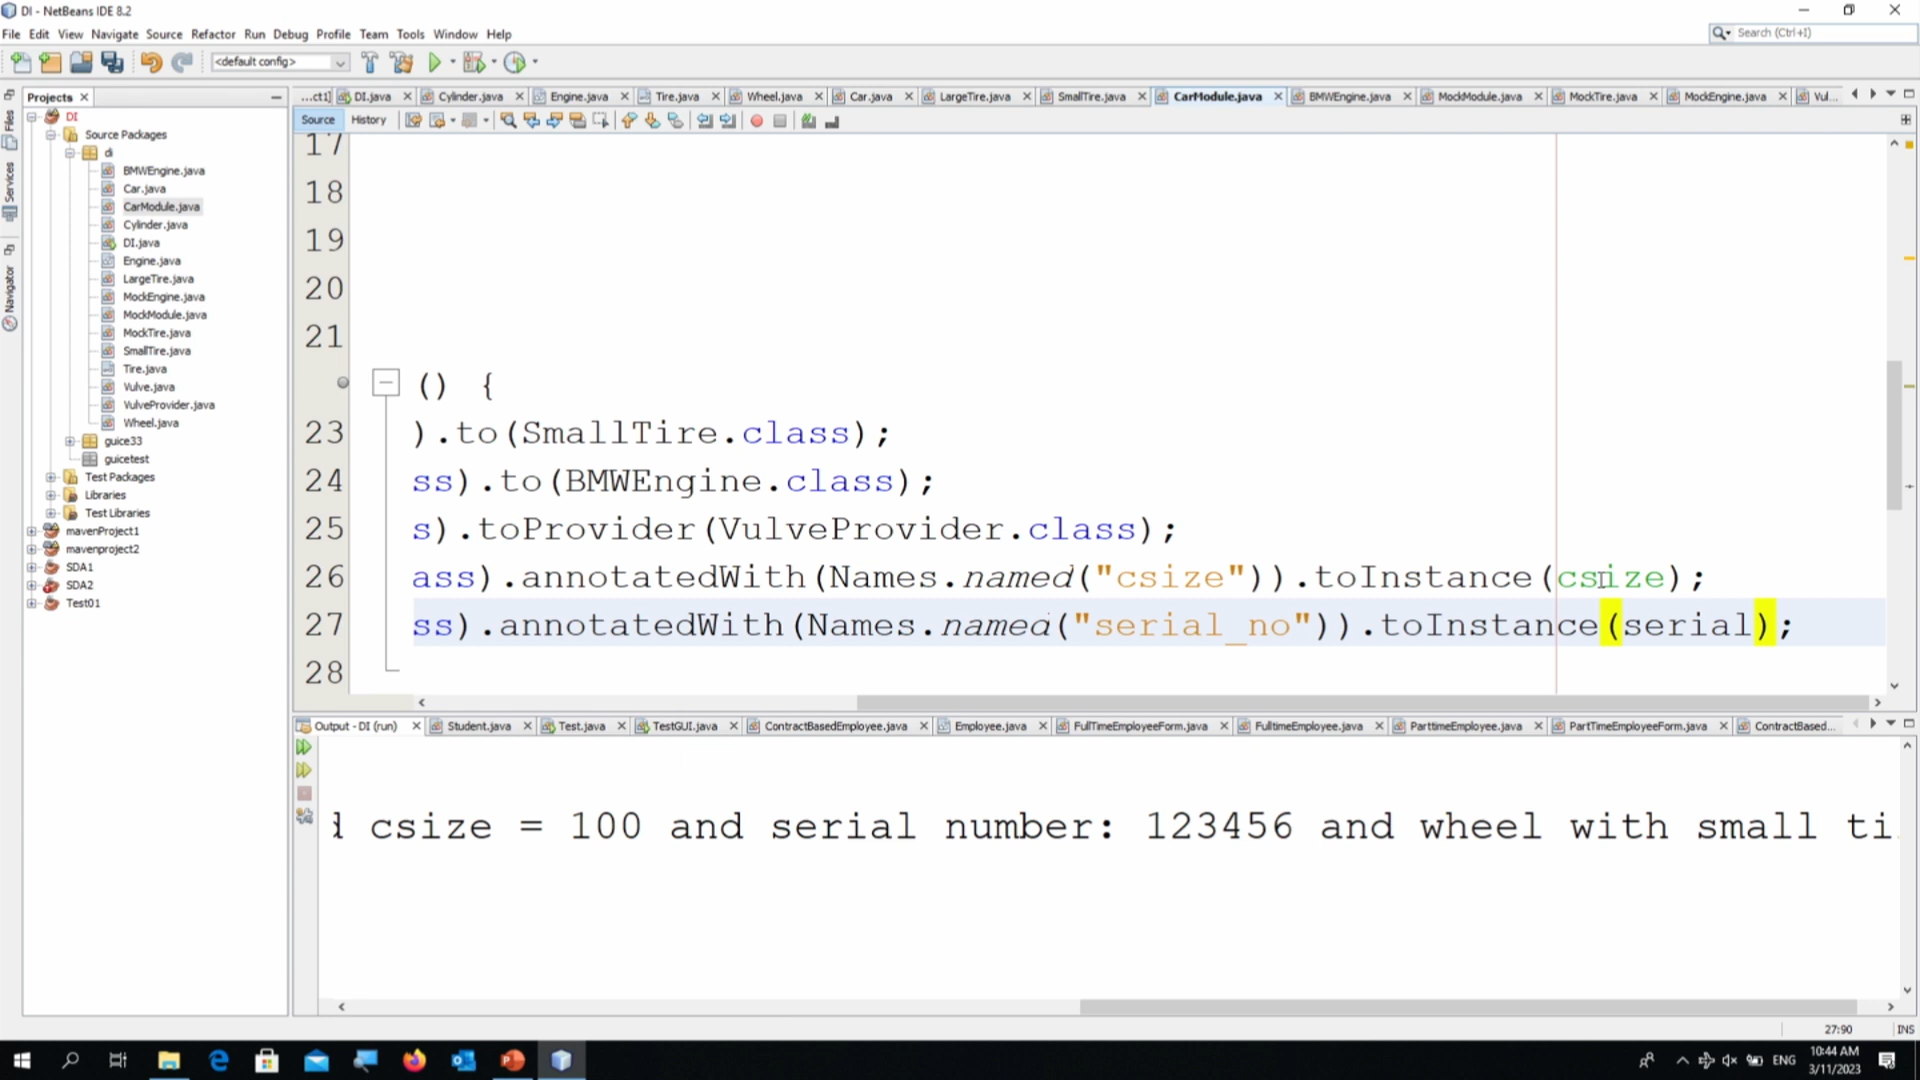 DI - NetBeans IDE 8.2
File Edit View Navigate Source Refactor Run Debug Profile Team Tools Window Help
Search (Ctrl+I)
<default config>
Projects
...ct1] DI.java Cylinder.java Engine.java Tire.java Wheel.java Car.java LargeTire.java SmallTire.java CarModule.java BMWEngine.java MockModule.java MockTire.java MockEngine.java Vul...
Source History
Files
Services
Navigator
DI
Source Packages
di
BMWEngine.java
Car.java
CarModule.java
Cylinder.java
DI.java
Engine.java
LargeTire.java
MockEngine.java
MockModule.java
MockTire.java
SmallTire.java
Tire.java
Vulve.java
VulveProvider.java
Wheel.java
guice33
guicetest
Test Packages
Libraries
Test Libraries
mavenProject1
mavenproject2
SDA1
SDA2
Test01
17
18
19
20
21
() {
23 ).to(SmallTire.class);
24 ss).to(BMWEngine.class);
25 s).toProvider(VulveProvider.class);
26 ass).annotatedWith(Names.named("csize")).toInstance(csize);
27 ss).annotatedWith(Names.named("serial_no")).toInstance(serial);
28
Output - DI (run) Student.java Test.java TestGUI.java ContractBasedEmployee.java Employee.java FullTimeEmployeeForm.java FulltimeEmployee.java ParttimeEmployee.java PartTimeEmployeeForm.java ContractBased...
d csize = 100 and serial number: 123456 and wheel with small ti
27:90 INS
ENG
10:44 AM
3/11/2023